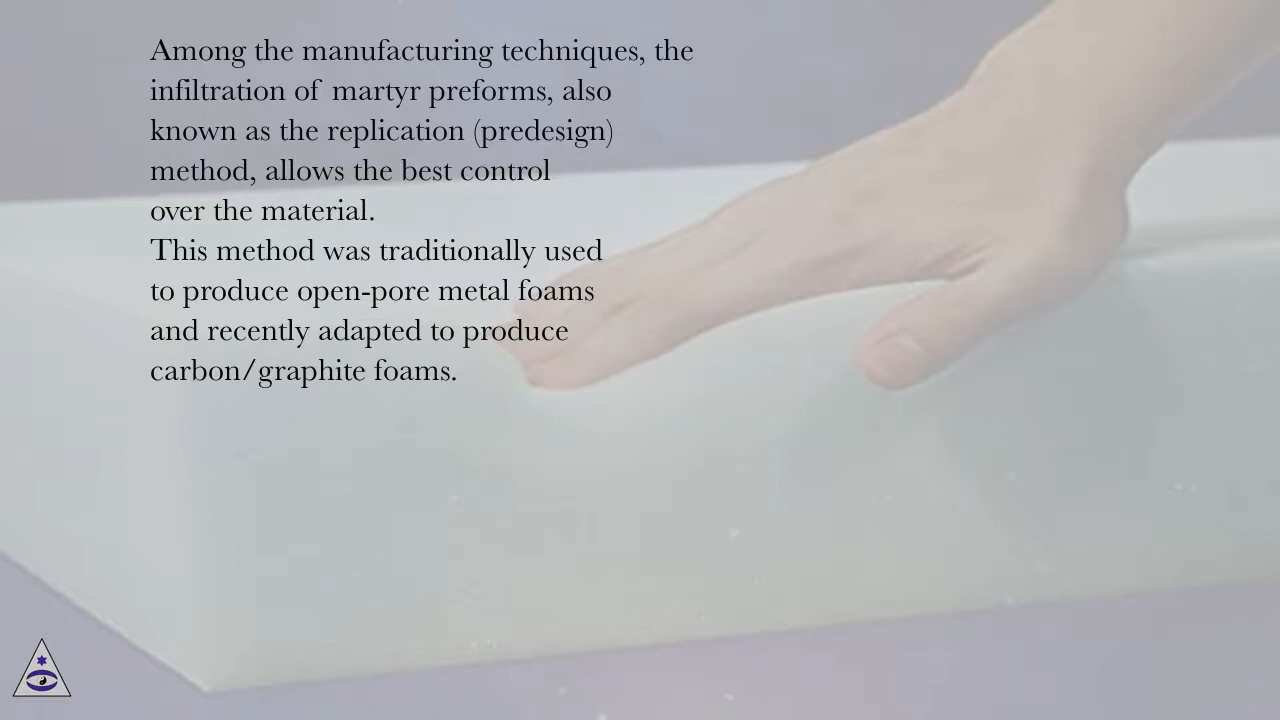 Among the manufacturing techniques, the
infiltration of martyr preforms, also
known as the replication (predesign)
method, allows the best control
over the material.
This method was traditionally used
to produce open-pore metal foams
and recently adapted to produce
carbon/graphite foams.